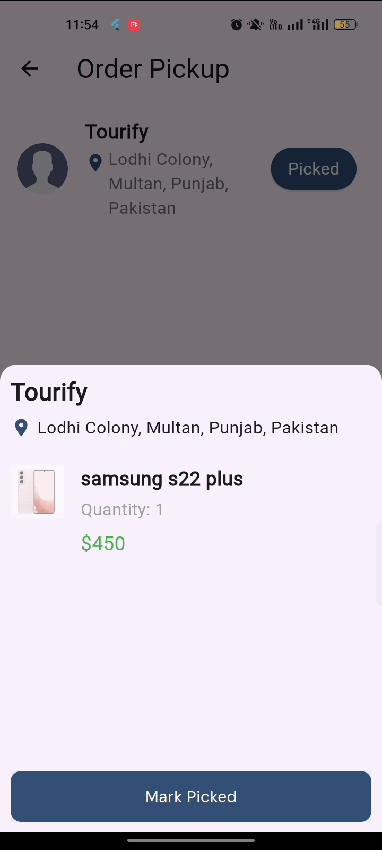 11:54
55
Order Pickup
Tourify
Lodhi Colony,
Multan, Punjab,
Pakistan
Picked
Tourify
Lodhi Colony, Multan, Punjab, Pakistan
samsung s22 plus
Quantity: 1
$450
Mark Picked